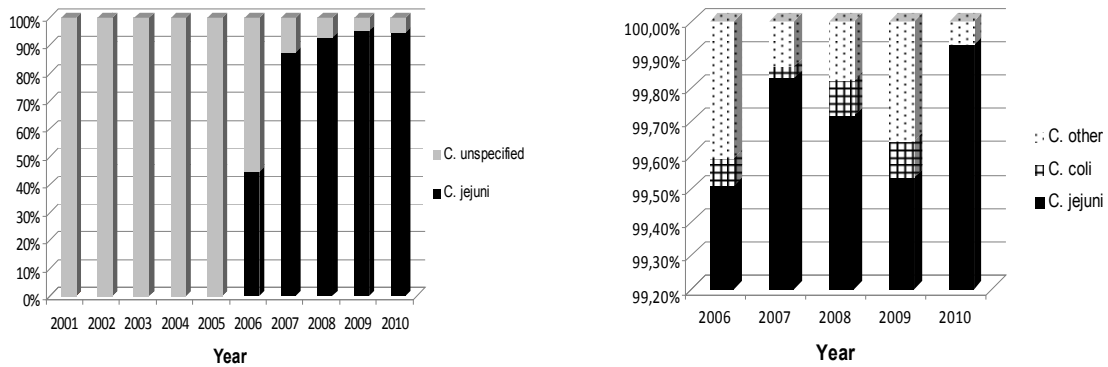 100%
90%
80%
70%
60%
50%
40%
30%
20%
10%
0%
2001 2002 2003 2004 2005 2006 2007 2008 2009 2010
Year
C. unspecified
C. jejuni
100,00%
99,90%
99,80%
99,70%
99,60%
99,50%
99,40%
99,30%
99,20%
2006 2007 2008 2009 2010
Year
C. other
C. coli
C. jejuni